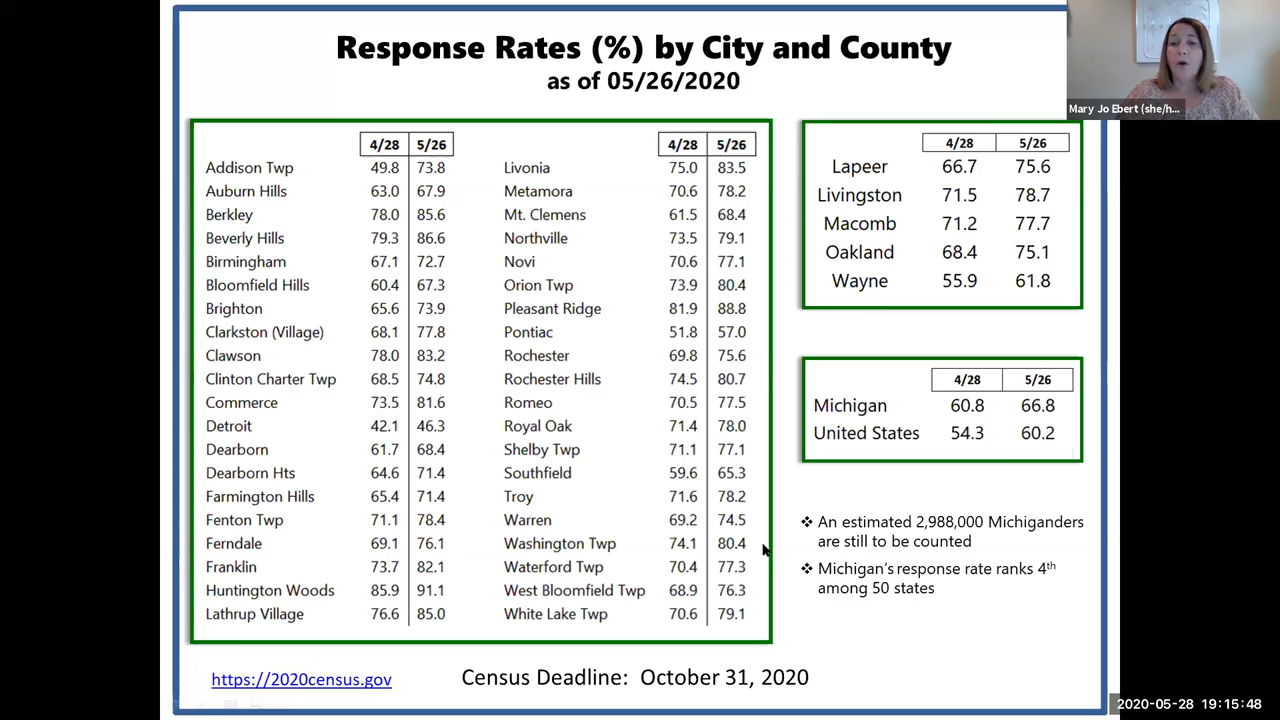 Response Rates (%) by City and County
as of 05/26/2020
Mary Jo Ebert (she/h...
4/28 5/26
Addison Twp 49.8 73.8
Auburn Hills 63.0 67.9
Berkley 78.0 85.6
Beverly Hills 79.3 86.6
Birmingham 67.1 72.7
Bloomfield Hills 60.4 67.3
Brighton 65.6 73.9
Clarkston (Village) 68.1 77.8
Clawson 78.0 83.2
Clinton Charter Twp 68.5 74.8
Commerce 73.5 81.6
Detroit 42.1 46.3
Dearborn 61.7 68.4
Dearborn Hts 64.6 71.4
Farmington Hills 65.4 71.4
Fenton Twp 71.1 78.4
Ferndale 69.1 76.1
Franklin 73.7 82.1
Huntington Woods 85.9 91.1
Lathrup Village 76.6 85.0
4/28 5/26
Livonia 75.0 83.5
Metamora 70.6 78.2
Mt. Clemens 61.5 68.4
Northville 73.5 79.1
Novi 70.6 77.1
Orion Twp 73.9 80.4
Pleasant Ridge 81.9 88.8
Pontiac 51.8 57.0
Rochester 69.8 75.6
Rochester Hills 74.5 80.7
Romeo 70.5 77.5
Royal Oak 71.4 78.0
Shelby Twp 71.1 77.1
Southfield 59.6 65.3
Troy 71.6 78.2
Warren 69.2 74.5
Washington Twp 74.1 80.4
Waterford Twp 70.4 77.3
West Bloomfield Twp 68.9 76.3
White Lake Twp 70.6 79.1
4/28 5/26
Lapeer 66.7 75.6
Livingston 71.5 78.7
Macomb 71.2 77.7
Oakland 68.4 75.1
Wayne 55.9 61.8
4/28 5/26
Michigan 60.8 66.8
United States 54.3 60.2
❖ An estimated 2,988,000 Michiganders
are still to be counted
❖ Michigan's response rate ranks 4th
among 50 states
https://2020census.gov
Census Deadline: October 31, 2020
2020-05-28 19:15:48